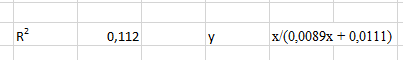 R² 0,112 y x/(0,0089x + 0,0111)